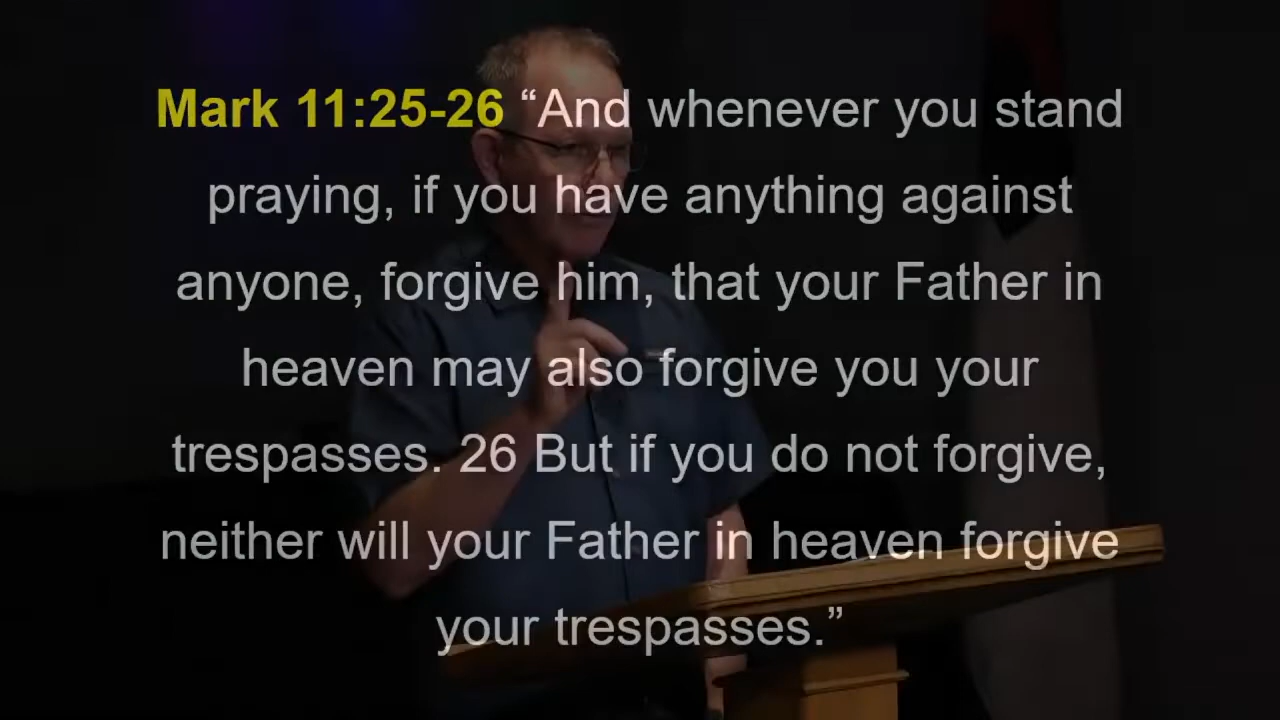 Mark 11:25-26 “And whenever you stand
praying, if you have anything against
anyone, forgive him, that your Father in
heaven may also forgive you your
trespasses. 26 But if you do not forgive,
neither will your Father in heaven forgive
your trespasses.”